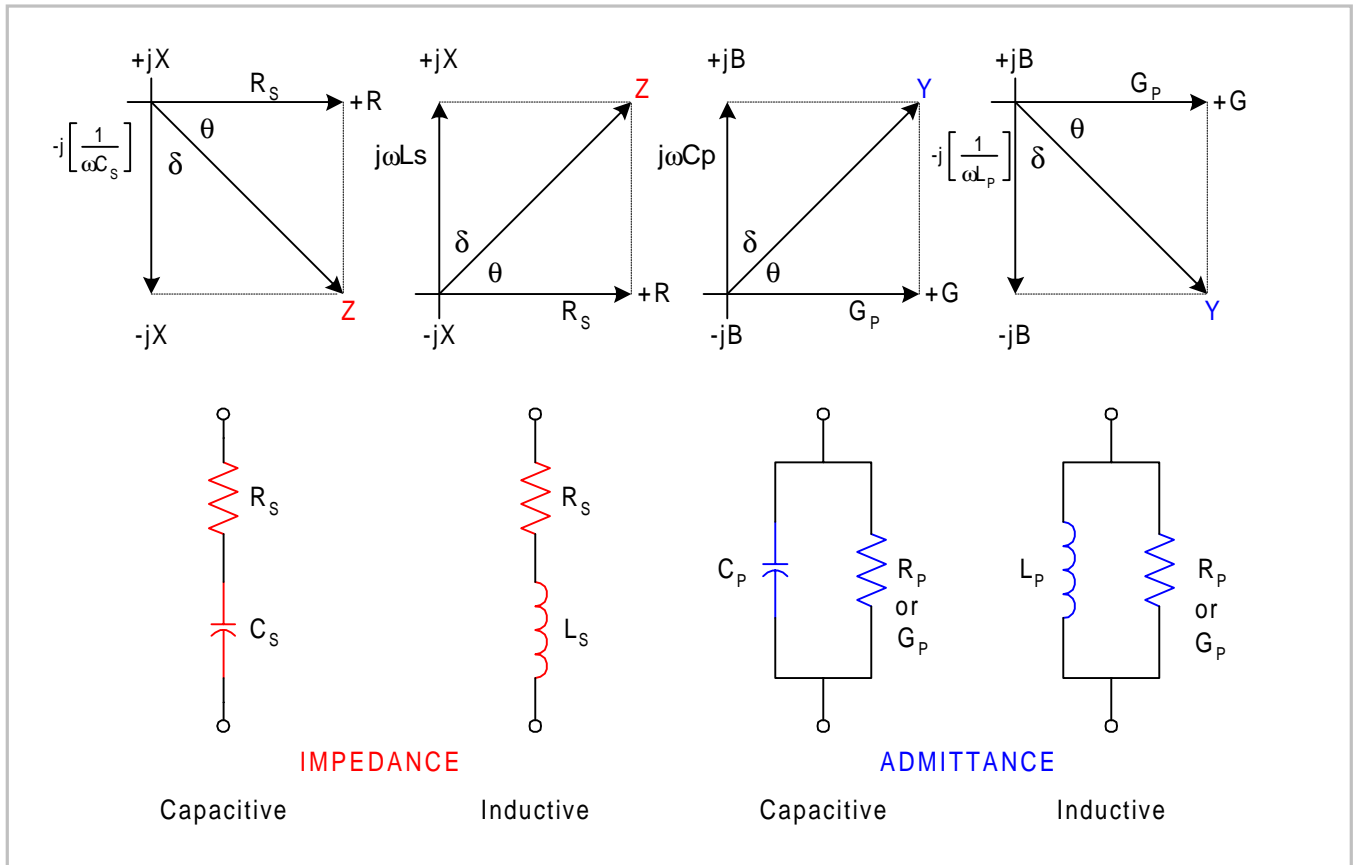 +jX
R_S
+R
-j[1/ωC_S]
θ
δ
Z
-jX
+jX
Z
jωLs
δ
θ
+R
R_S
-jX
+jB
Y
jωCp
δ
θ
+G
G_P
-jB
+jB
G_P
+G
-j[1/ωL_P]
θ
δ
Y
-jB
R_S
C_S
R_S
L_S
C_P
R_P
or
G_P
L_P
R_P
or
G_P
IMPEDANCE
ADMITTANCE
Capacitive
Inductive
Capacitive
Inductive